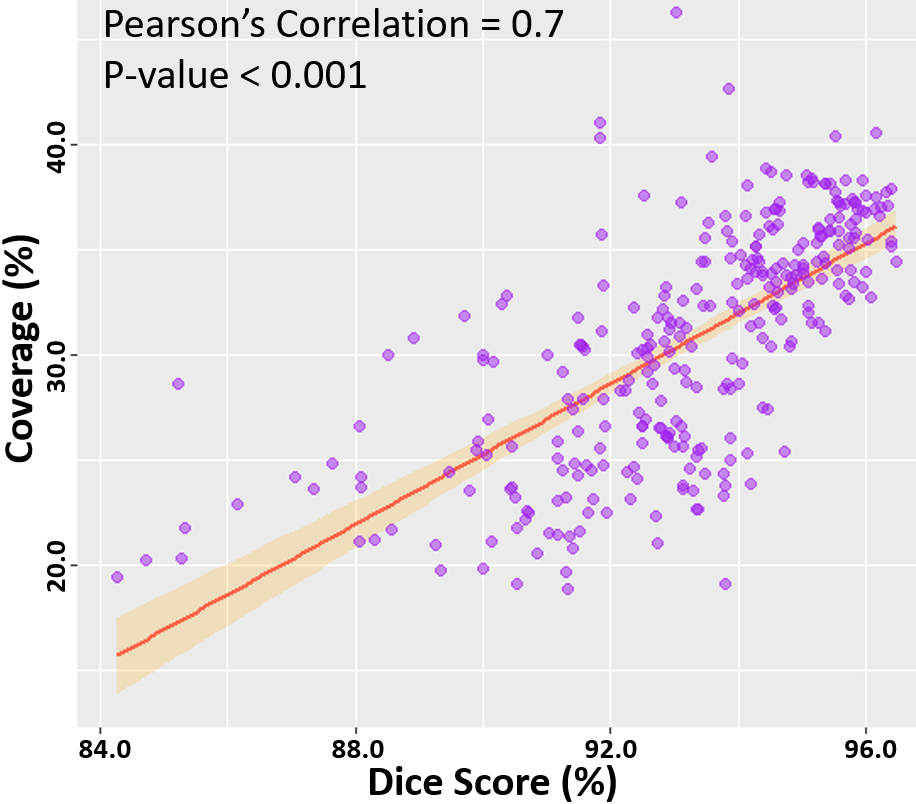 Pearson’s Correlation = 0.7
P-value < 0.001
Coverage (%)
40.0
30.0
20.0
84.0 88.0 92.0 96.0
Dice Score (%)